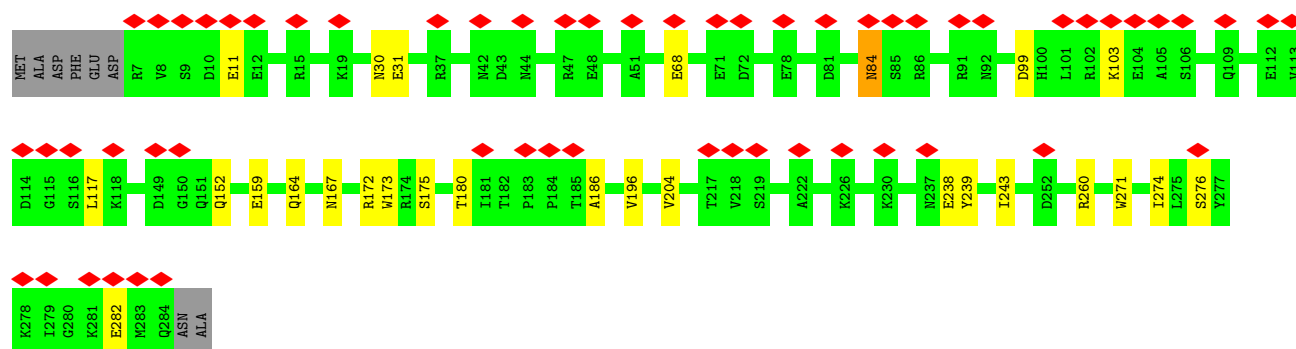 MET ALA ASP PHE GLU ASP R7 V8 S9 D10 E11 E12 R15 K19 N30 E31 R37 N42 D43 N44 R47 E48 A51 E68 E71 D72 E78 D81 N84 S85 R86 R91 N92 D99 H100 L101 R102 K103 E104 A105 S106 Q109 E112 V113
D114 G115 S116 L117 K118 D149 G150 Q151 Q152 E159 Q164 N167 R172 W173 R174 S175 T180 I181 T182 P183 P184 T185 A186 V196 V204 T217 V218 S219 A222 K226 K230 N237 E238 Y239 I243 D252 R260 W271 I274 L275 S276 Y277
K278 I279 G280 K281 E282 M283 Q284 ASN ALA